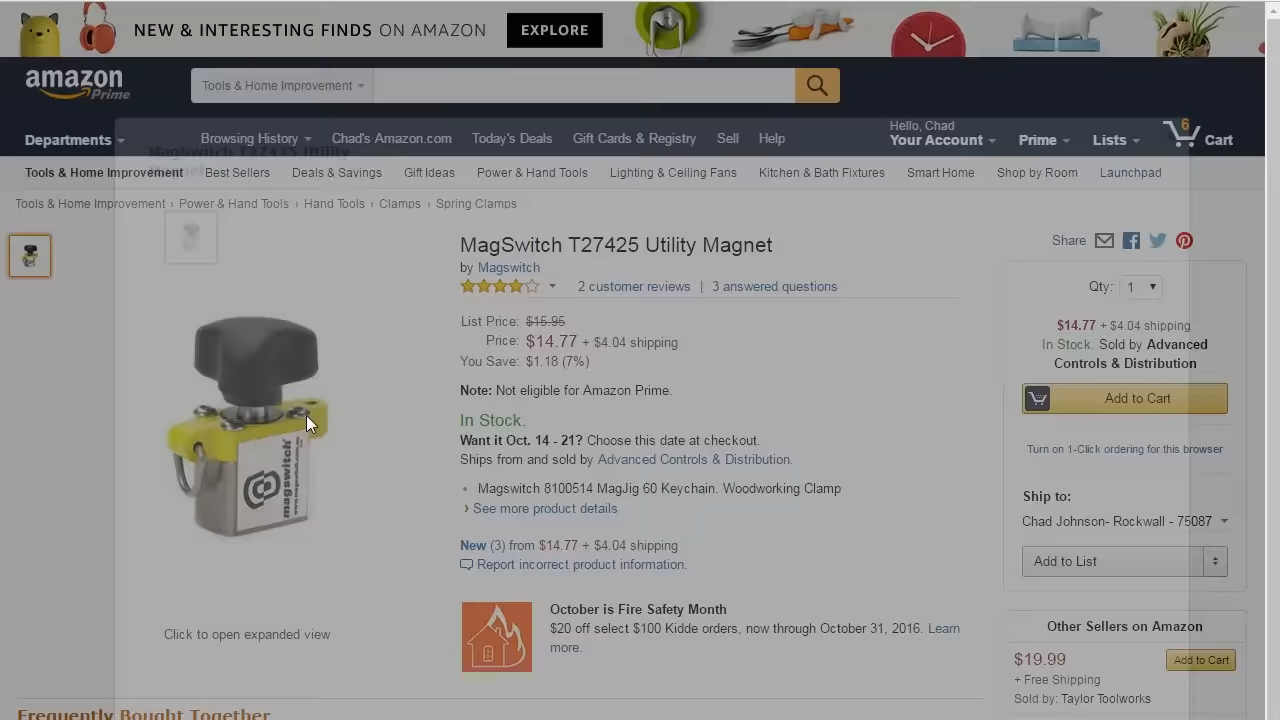 NEW & INTERESTING FINDS ON AMAZON
EXPLORE
amazon
Prime
Tools & Home Improvement
Hello, Chad
6
Departments
Browsing History
Chad's Amazon.com
Today's Deals
Gift Cards & Registry
Sell
Help
Your Account
Prime
Lists
Cart
MagSwitch T27425 Utility
Magnet
Tools & Home Improvement
Best Sellers
Deals & Savings
Gift Ideas
Power & Hand Tools
Lighting & Ceiling Fans
Kitchen & Bath Fixtures
Smart Home
Shop by Room
Launchpad
Tools & Home Improvement › Power & Hand Tools › Hand Tools › Clamps › Spring Clamps
MagSwitch T27425 Utility Magnet
by Magswitch
2 customer reviews | 3 answered questions
List Price: $15.95
Price: $14.77 + $4.04 shipping
You Save: $1.18 (7%)
Note: Not eligible for Amazon Prime.
In Stock.
Want it Oct. 14 - 21? Choose this date at checkout.
Ships from and sold by Advanced Controls & Distribution.
Magswitch 8100514 MagJig 60 Keychain. Woodworking Clamp
› See more product details
New (3) from $14.77 + $4.04 shipping
Report incorrect product information.
October is Fire Safety Month
$20 off select $100 Kidde orders, now through October 31, 2016. Learn
more.
magswitch
Click to open expanded view
Share
Qty: 1
$14.77 + $4.04 shipping
In Stock. Sold by Advanced
Controls & Distribution
Add to Cart
Turn on 1-Click ordering for this browser
Ship to:
Chad Johnson- Rockwall - 75087
Add to List
Other Sellers on Amazon
$19.99
Add to Cart
+ Free Shipping
Sold by: Taylor Toolworks
Frequently Bought Together